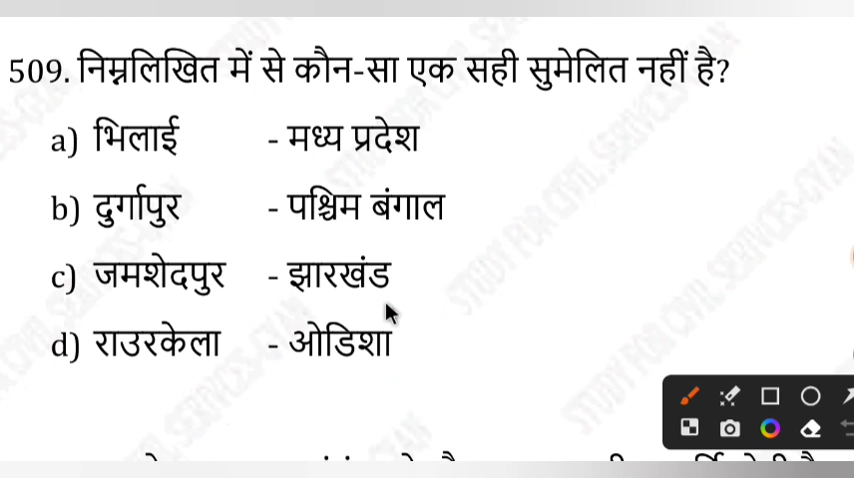 509. निम्नलिखित में से कौन-सा एक सही सुमेलित नहीं है?
a) भिलाई - मध्य प्रदेश
b) दुर्गापुर - पश्चिम बंगाल
c) जमशेदपुर - झारखंड
d) राउरकेला - ओडिशा